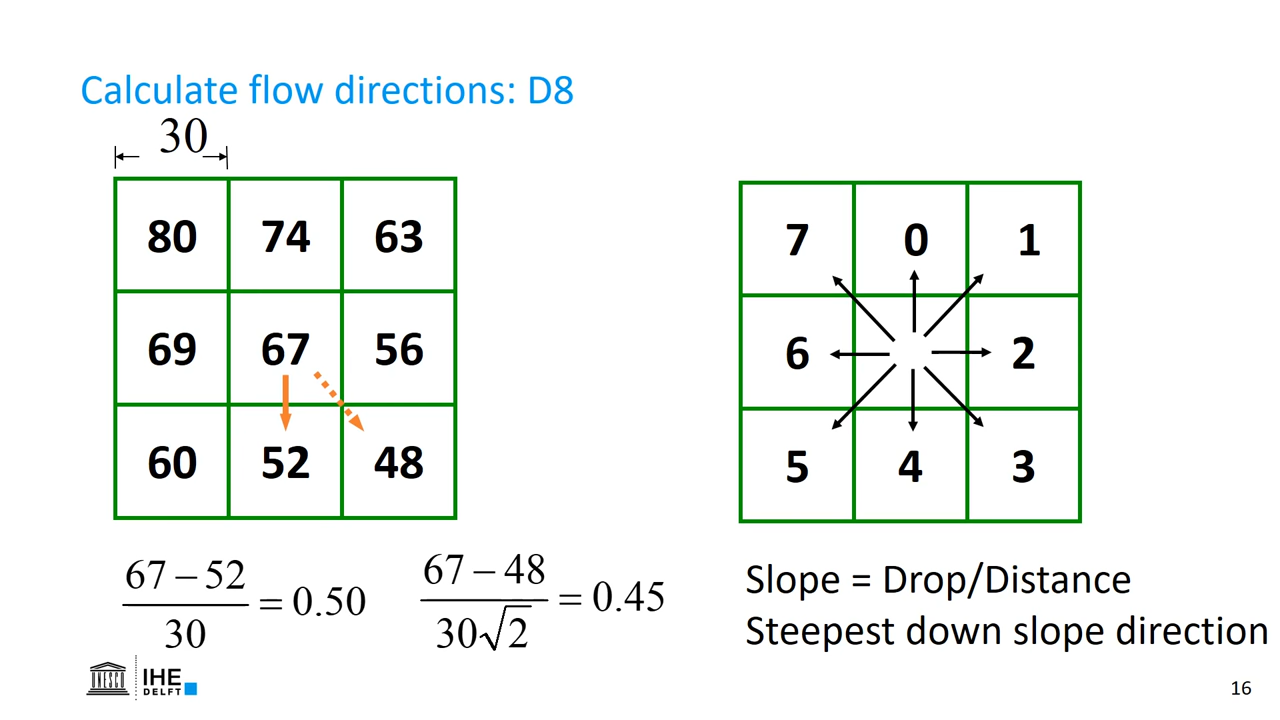 Calculate flow directions: D8
30
80 74 63
69 67 56
60 52 48
7 0 1
6 2
5 4 3
67 − 52
30
= 0.50
67 − 48
30√2
= 0.45
Slope = Drop/Distance
Steepest down slope direction
UNESCO
IHE
DELFT
16